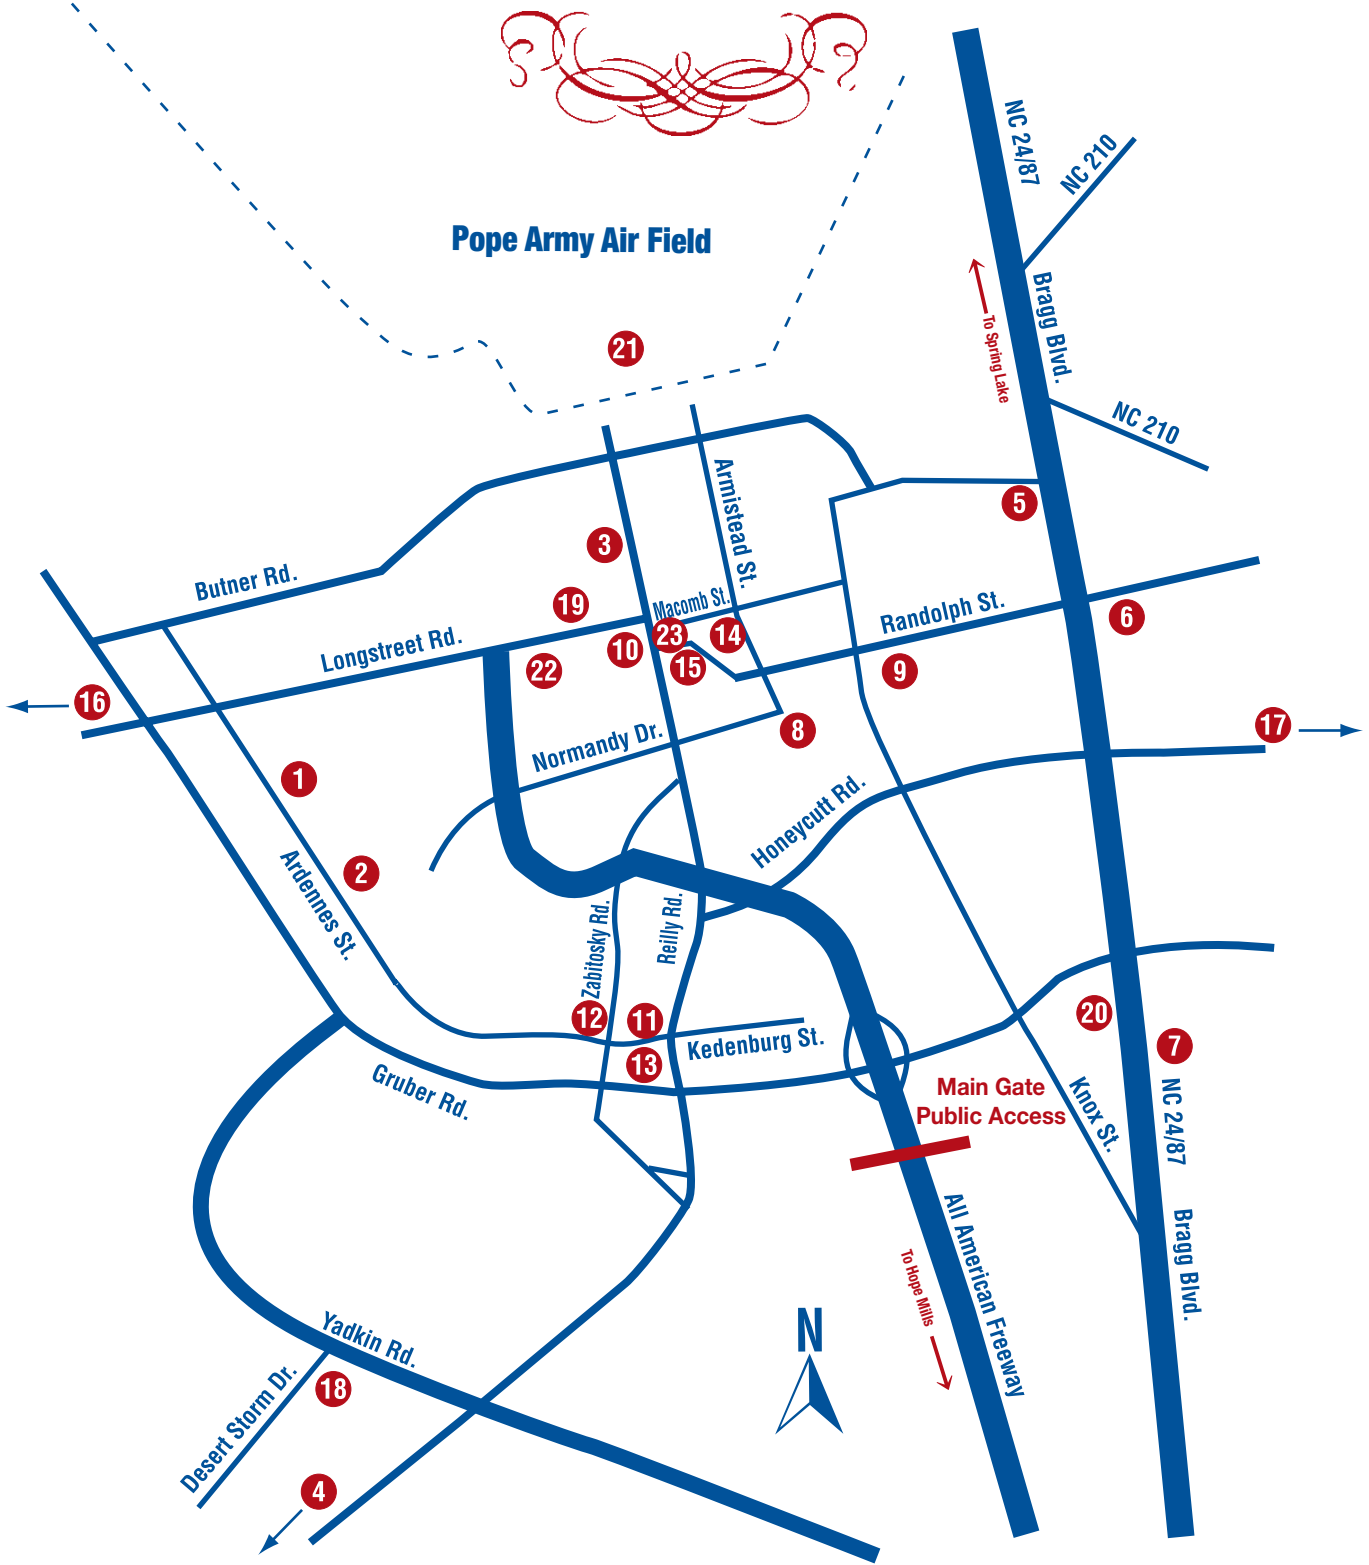 NC 24/87
NC 210
Pope Army Air Field
Bragg Blvd.
To Spring Lake
21
NC 210
Armistead St.
5
3
Butner Rd.
19
Macomb St.
Randolph St.
6
Longstreet Rd.
10
23
14
22
15
9
16
17
Normandy Dr.
8
1
Honeycutt Rd.
2
Ardennes St.
Zabitosky Rd.
Reilly Rd.
12
11
20
Kedenburg St.
7
13
Gruber Rd.
Main Gate
Public Access
Knox St.
NC 24/87
All American Freeway
Bragg Blvd.
To Hope Mills
N
Yadkin Rd.
18
Desert Storm Dr.
4